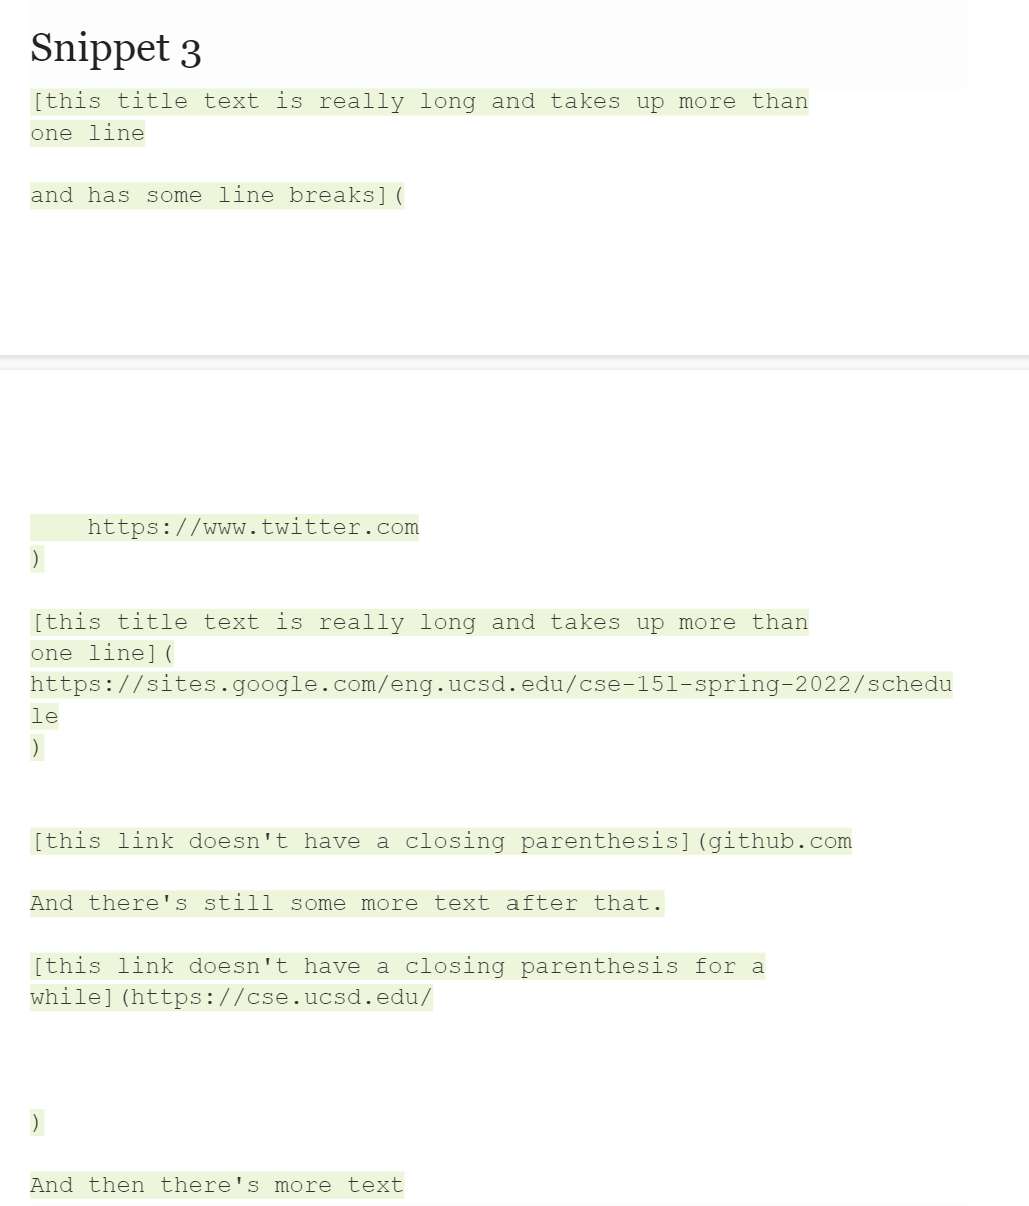 Snippet 3
[this title text is really long and takes up more than
one line
and has some line breaks](
https://www.twitter.com
)
[this title text is really long and takes up more than
one line](
https://sites.google.com/eng.ucsd.edu/cse-15l-spring-2022/schedu
le
)
[this link doesn't have a closing parenthesis](github.com
And there's still some more text after that.
[this link doesn't have a closing parenthesis for a
while](https://cse.ucsd.edu/
)
And then there's more text